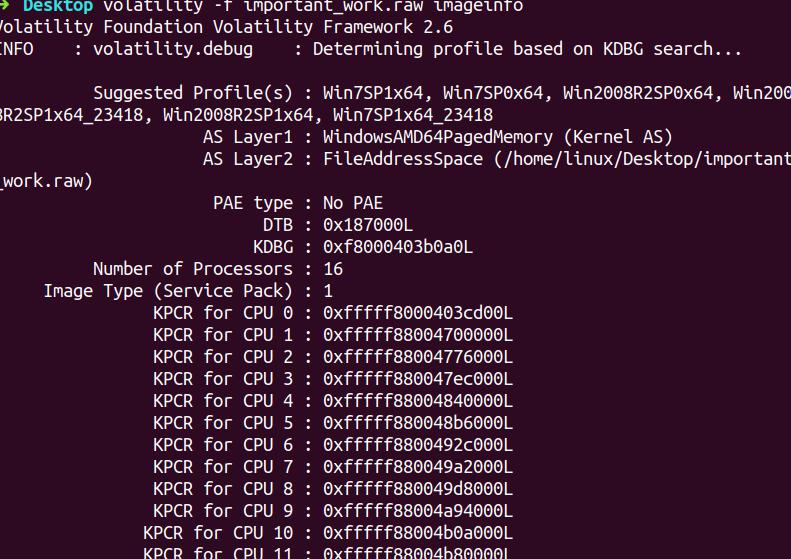 ➜ Desktop volatility -f important_work.raw imageinfo
Volatility Foundation Volatility Framework 2.6
INFO : volatility.debug : Determining profile based on KDBG search...
Suggested Profile(s) : Win7SP1x64, Win7SP0x64, Win2008R2SP0x64, Win200
8R2SP1x64_23418, Win2008R2SP1x64, Win7SP1x64_23418
AS Layer1 : WindowsAMD64PagedMemory (Kernel AS)
AS Layer2 : FileAddressSpace (/home/linux/Desktop/important
_work.raw)
PAE type : No PAE
DTB : 0x187000L
KDBG : 0xf8000403b0a0L
Number of Processors : 16
Image Type (Service Pack) : 1
KPCR for CPU 0 : 0xfffff8000403cd00L
KPCR for CPU 1 : 0xfffff88004700000L
KPCR for CPU 2 : 0xfffff88004776000L
KPCR for CPU 3 : 0xfffff880047ec000L
KPCR for CPU 4 : 0xfffff88004840000L
KPCR for CPU 5 : 0xfffff880048b6000L
KPCR for CPU 6 : 0xfffff8800492c000L
KPCR for CPU 7 : 0xfffff880049a2000L
KPCR for CPU 8 : 0xfffff880049d8000L
KPCR for CPU 9 : 0xfffff88004a94000L
KPCR for CPU 10 : 0xfffff88004b0a000L
KPCR for CPU 11 : 0xfffff88004b80000L